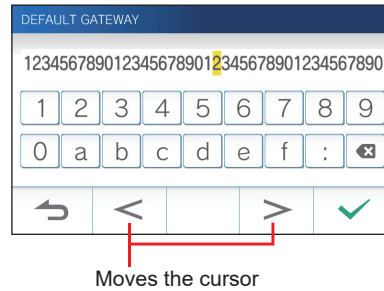 DEFAULT GATEWAY
1234567890123456789012345678901234567890
1 2 3 4 5 6 7 8 9
0 a b c d e f :
< >
Moves the cursor